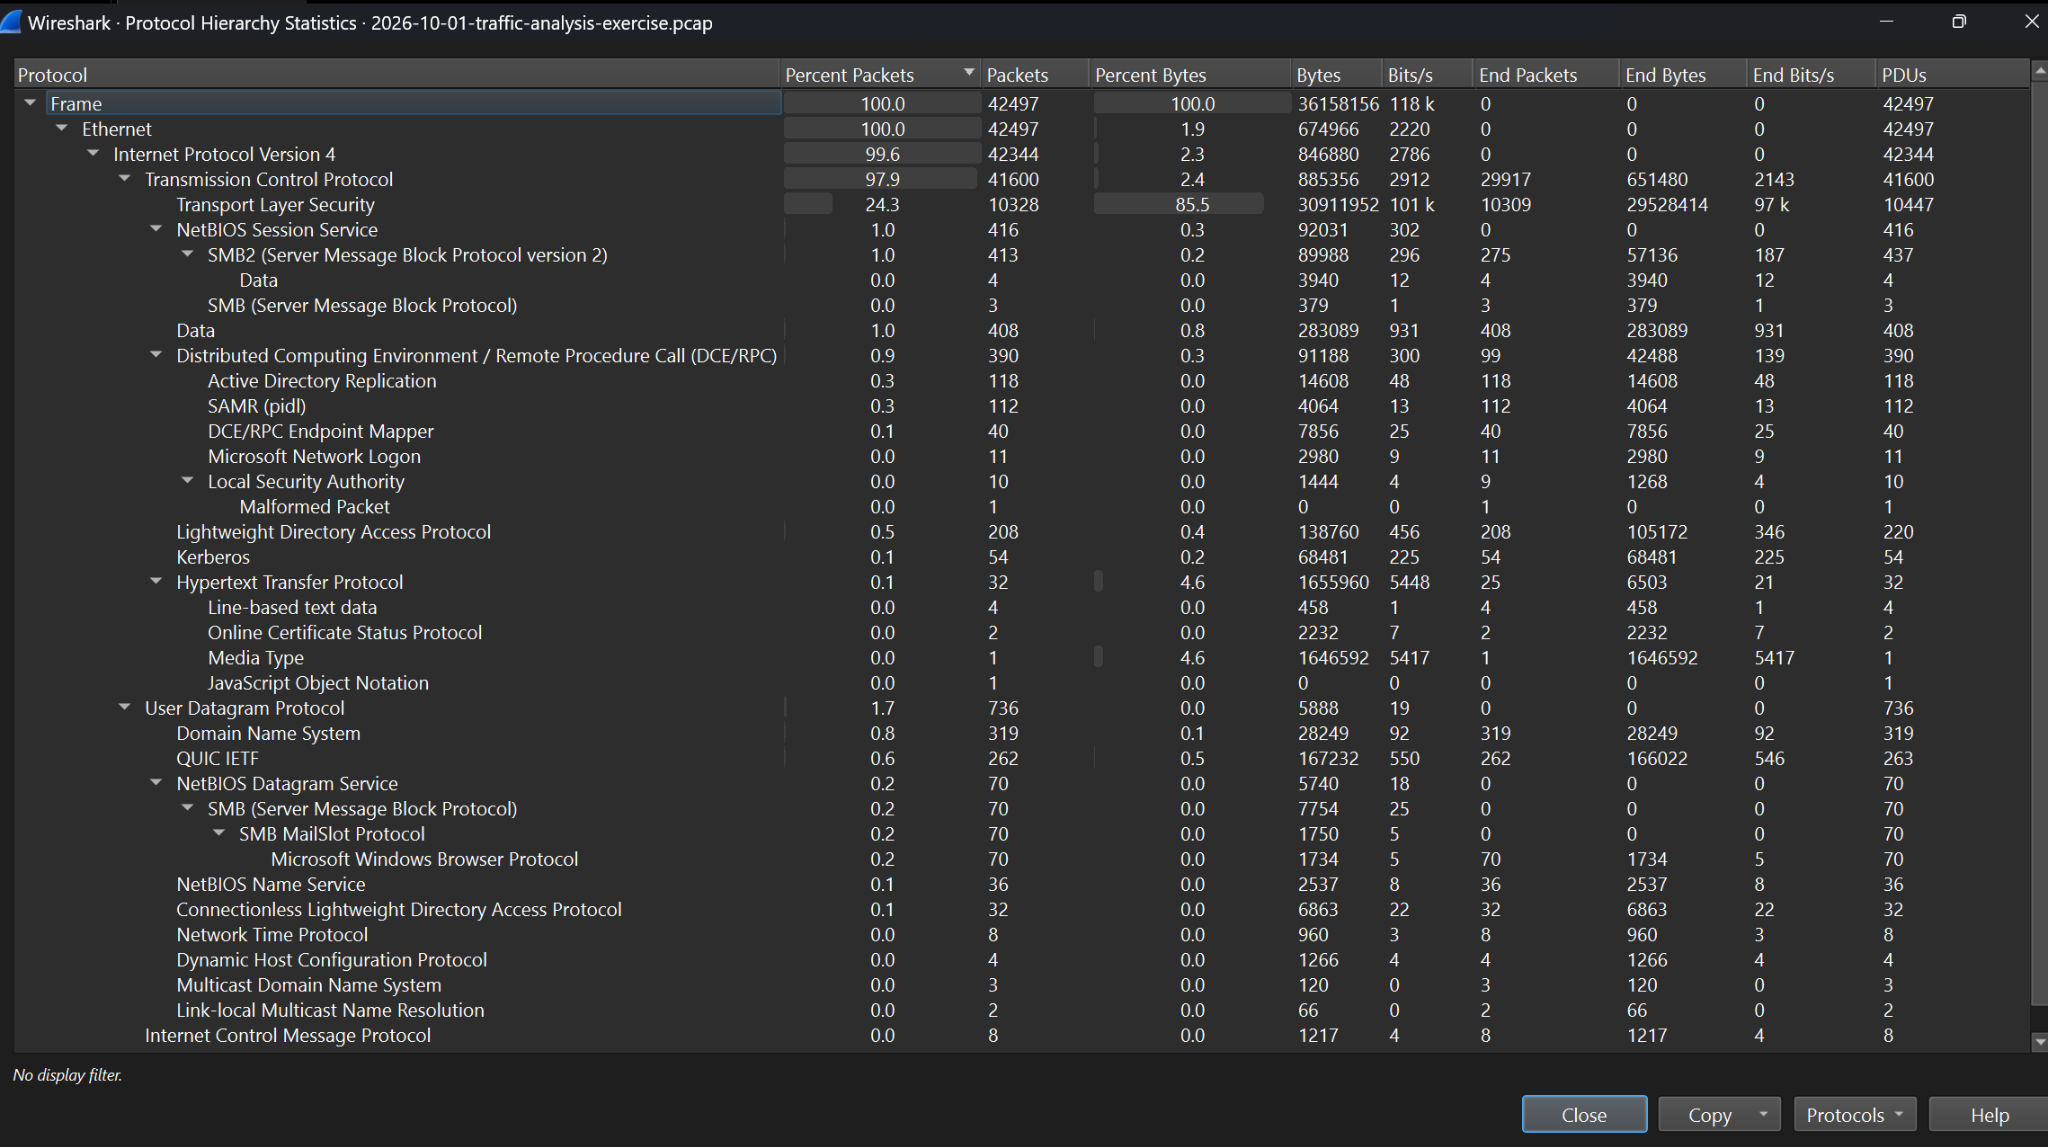 Wireshark · Protocol Hierarchy Statistics · 2026-10-01-traffic-analysis-exercise.pcap
Protocol Percent Packets Packets Percent Bytes Bytes Bits/s End Packets End Bytes End Bits/s PDUs
Frame 100.0 42497 100.0 36158156 118 k 0 0 0 42497
Ethernet 100.0 42497 1.9 674966 2220 0 0 0 42497
Internet Protocol Version 4 99.6 42344 2.3 846880 2786 0 0 0 42344
Transmission Control Protocol 97.9 41600 2.4 885356 2912 29917 651480 2143 41600
Transport Layer Security 24.3 10328 85.5 30911952 101 k 10309 29528414 97 k 10447
NetBIOS Session Service 1.0 416 0.3 92031 302 0 0 0 416
SMB2 (Server Message Block Protocol version 2) 1.0 413 0.2 89988 296 275 57136 187 437
Data 0.0 4 0.0 3940 12 4 3940 12 4
SMB (Server Message Block Protocol) 0.0 3 0.0 379 1 3 379 1 3
Data 1.0 408 0.8 283089 931 408 283089 931 408
Distributed Computing Environment / Remote Procedure Call (DCE/RPC) 0.9 390 0.3 91188 300 99 42488 139 390
Active Directory Replication 0.3 118 0.0 14608 48 118 14608 48 118
SAMR (pidl) 0.3 112 0.0 4064 13 112 4064 13 112
DCE/RPC Endpoint Mapper 0.1 40 0.0 7856 25 40 7856 25 40
Microsoft Network Logon 0.0 11 0.0 2980 9 11 2980 9 11
Local Security Authority 0.0 10 0.0 1444 4 9 1268 4 10
Malformed Packet 0.0 1 0.0 0 0 1 0 0 1
Lightweight Directory Access Protocol 0.5 208 0.4 138760 456 208 105172 346 220
Kerberos 0.1 54 0.2 68481 225 54 68481 225 54
Hypertext Transfer Protocol 0.1 32 4.6 1655960 5448 25 6503 21 32
Line-based text data 0.0 4 0.0 458 1 4 458 1 4
Online Certificate Status Protocol 0.0 2 0.0 2232 7 2 2232 7 2
Media Type 0.0 1 4.6 1646592 5417 1 1646592 5417 1
JavaScript Object Notation 0.0 1 0.0 0 0 0 0 0 1
User Datagram Protocol 1.7 736 0.0 5888 19 0 0 0 736
Domain Name System 0.8 319 0.1 28249 92 319 28249 92 319
QUIC IETF 0.6 262 0.5 167232 550 262 166022 546 263
NetBIOS Datagram Service 0.2 70 0.0 5740 18 0 0 0 70
SMB (Server Message Block Protocol) 0.2 70 0.0 7754 25 0 0 0 70
SMB MailSlot Protocol 0.2 70 0.0 1750 5 0 0 0 70
Microsoft Windows Browser Protocol 0.2 70 0.0 1734 5 70 1734 5 70
NetBIOS Name Service 0.1 36 0.0 2537 8 36 2537 8 36
Connectionless Lightweight Directory Access Protocol 0.1 32 0.0 6863 22 32 6863 22 32
Network Time Protocol 0.0 8 0.0 960 3 8 960 3 8
Dynamic Host Configuration Protocol 0.0 4 0.0 1266 4 4 1266 4 4
Multicast Domain Name System 0.0 3 0.0 120 0 3 120 0 3
Link-local Multicast Name Resolution 0.0 2 0.0 66 0 2 66 0 2
Internet Control Message Protocol 0.0 8 0.0 1217 4 8 1217 4 8
No display filter.
Close Copy Protocols Help